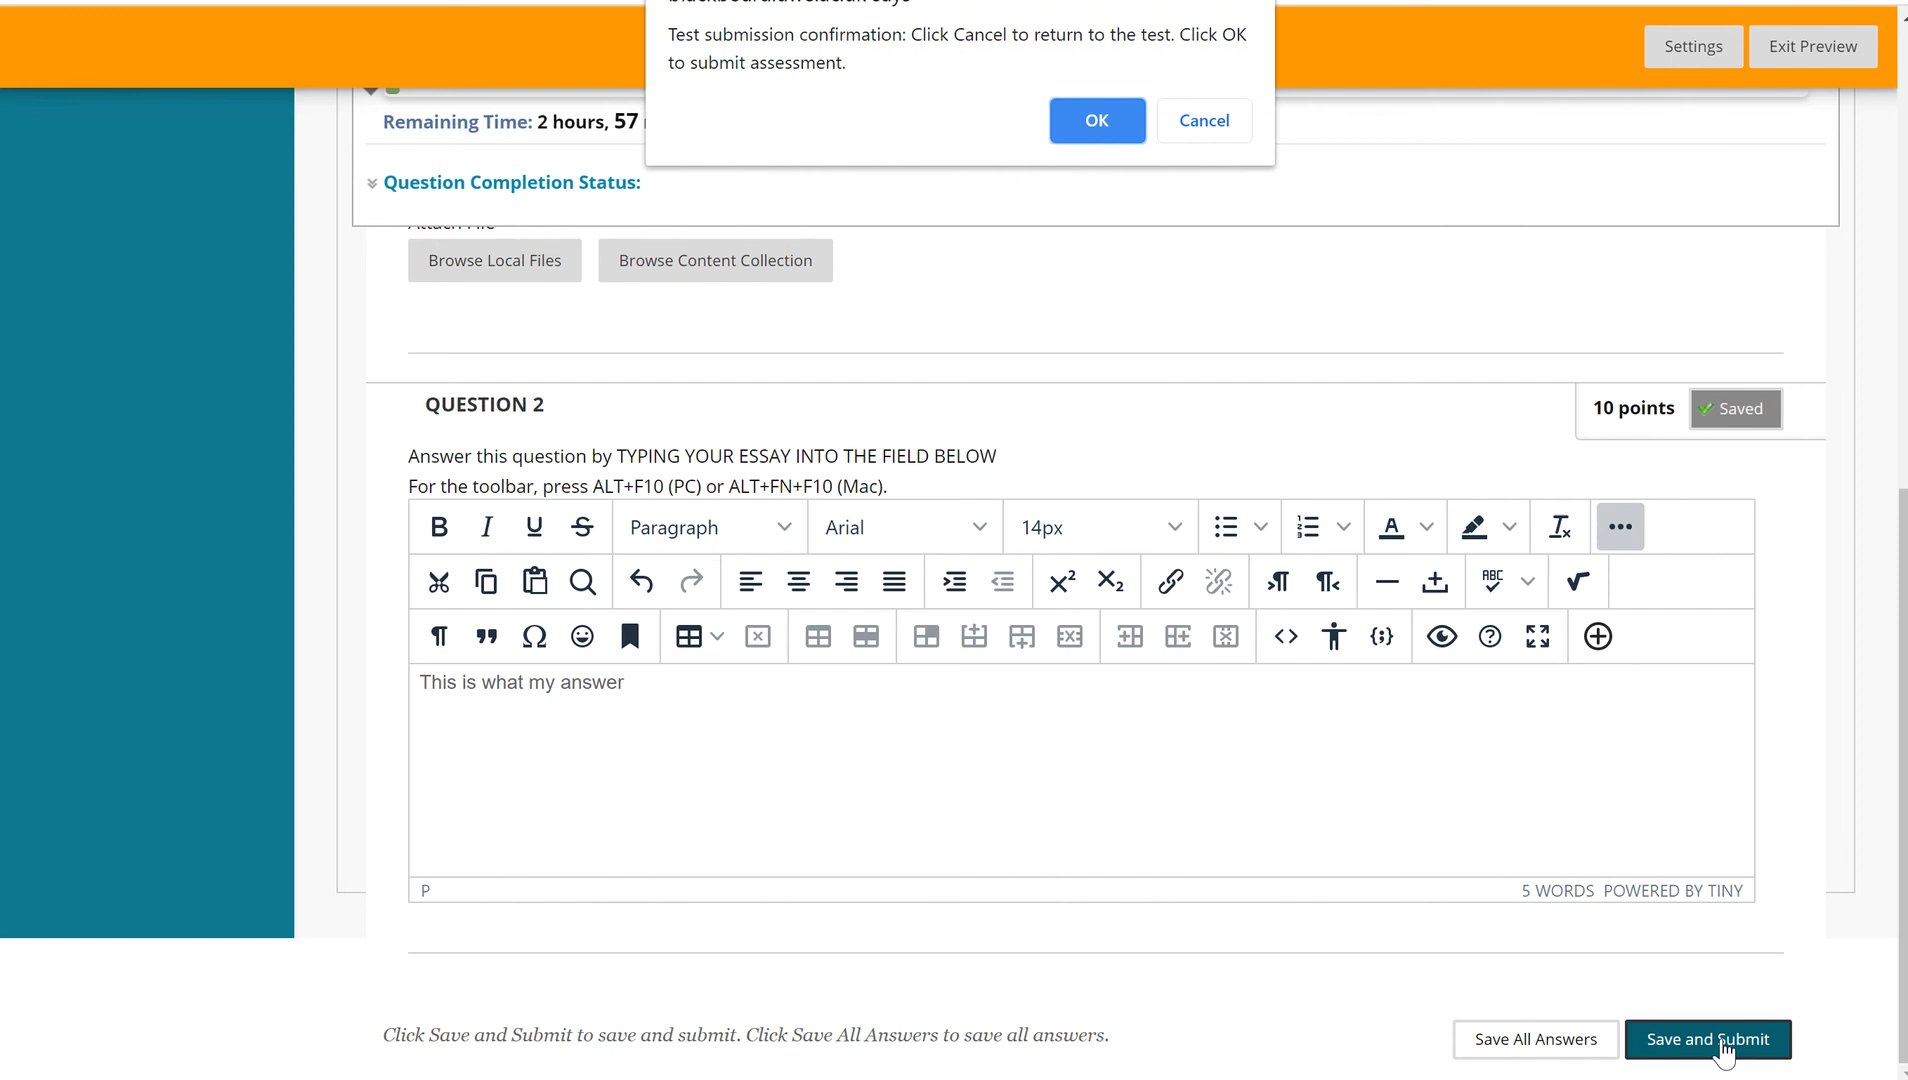 Test submission confirmation: Click Cancel to return to the test. Click OK
to submit assessment.
OK
Cancel
Settings
Exit Preview
Remaining Time: 2 hours, 57
Question Completion Status:
Attach File
Browse Local Files
Browse Content Collection
QUESTION 2
10 points
Saved
Answer this question by TYPING YOUR ESSAY INTO THE FIELD BELOW
For the toolbar, press ALT+F10 (PC) or ALT+FN+F10 (Mac).
Paragraph
Arial
14px
This is what my answer
P
5 WORDS POWERED BY TINY
Click Save and Submit to save and submit. Click Save All Answers to save all answers.
Save All Answers
Save and Submit